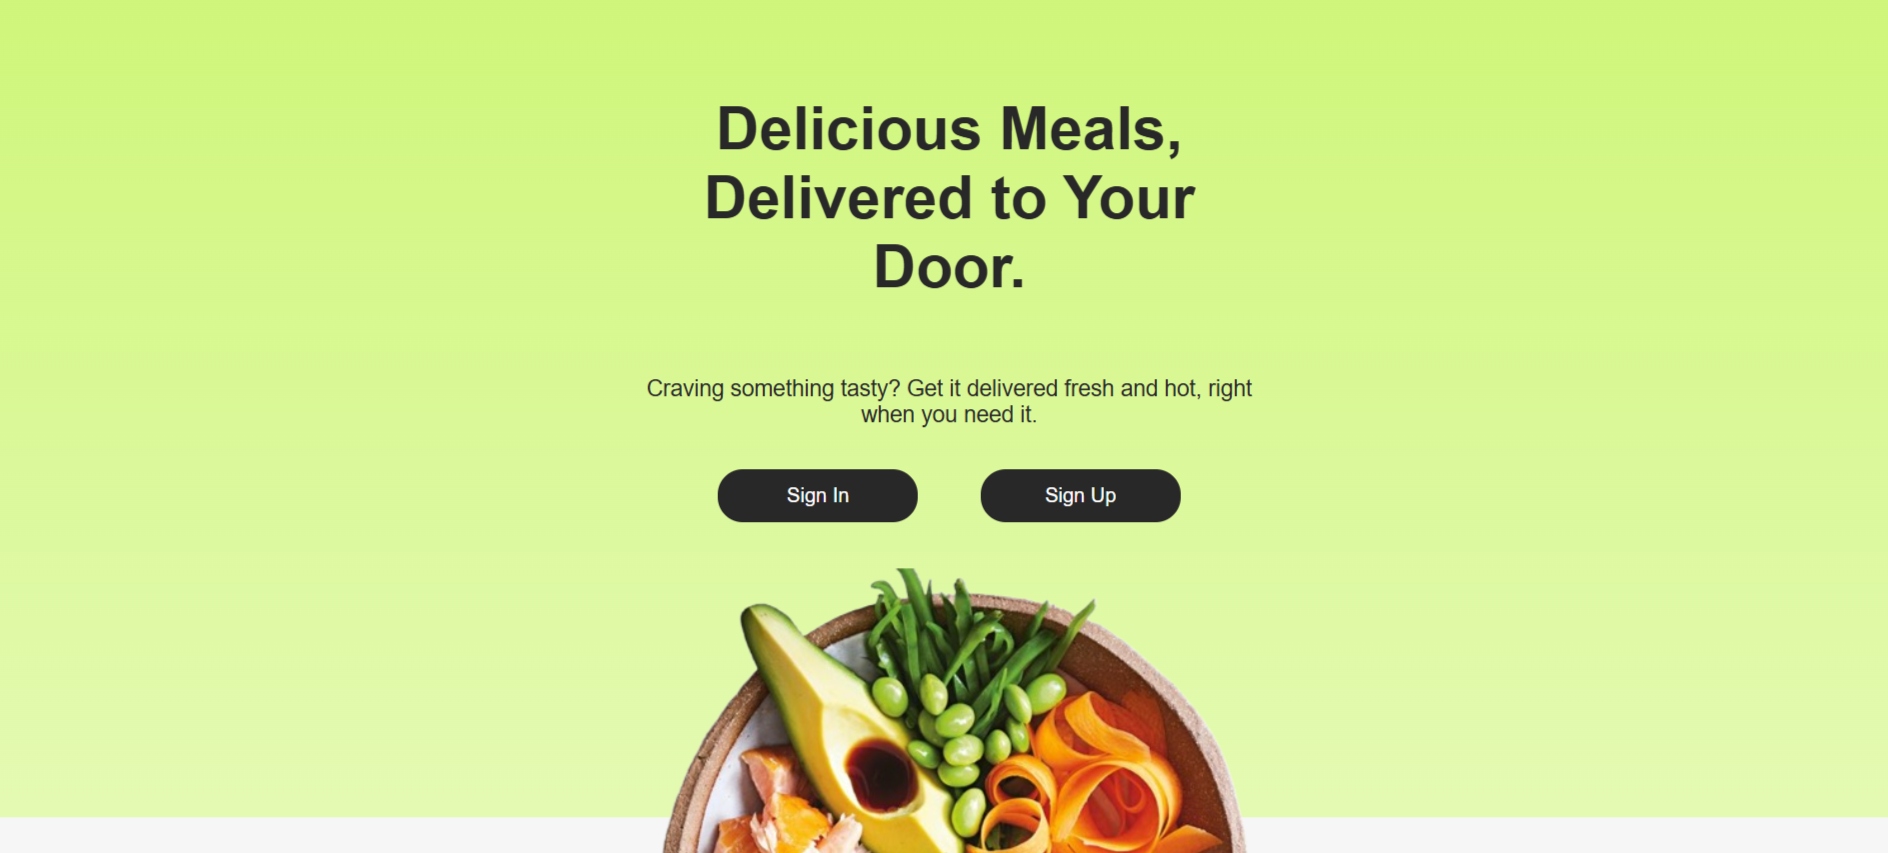 Delicious Meals,
Delivered to Your
Door.
Craving something tasty? Get it delivered fresh and hot, right
when you need it.
Sign In
Sign Up